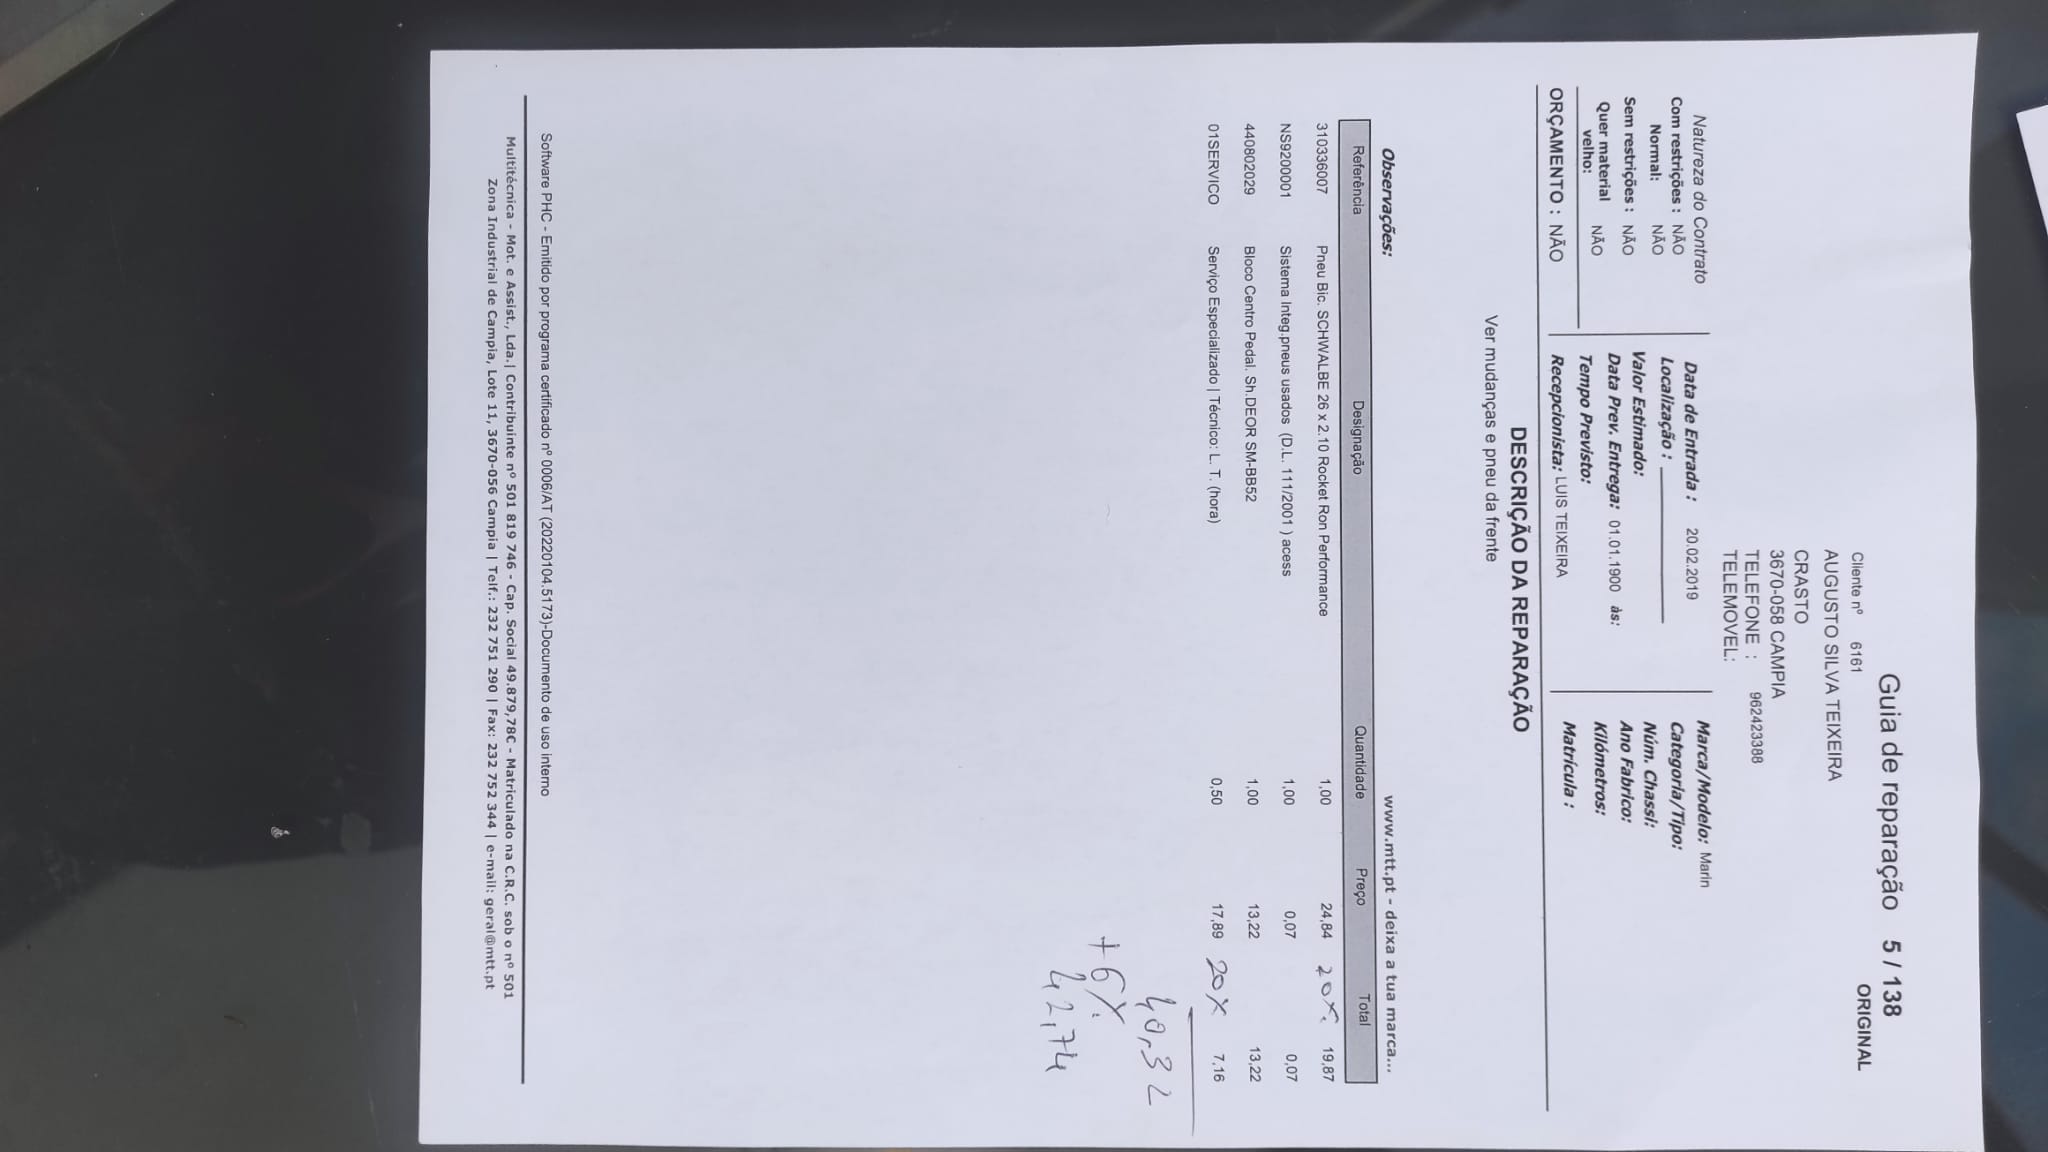 Guia de reparação 5 / 138
ORIGINAL
Cliente nº 6161
AUGUSTO SILVA TEIXEIRA
CRASTO
3670-058 CAMPIA
TELEFONE : 962423388
TELEMOVEL:
Natureza do Contrato
Com restrições : NÃO
Normal: NÃO
Sem restrições : NÃO
Quer material velho: NÃO
ORÇAMENTO : NÃO
Data de Entrada : 20.02.2019
Localização :
Valor Estimado:
Data Prev. Entrega: 01.01.1900 às:
Tempo Previsto:
Recepcionista: LUIS TEIXEIRA
Marca/Modelo: Marin
Categoria/Tipo:
Núm. Chassi:
Ano Fabrico:
Kilómetros:
Matrícula :
DESCRIÇÃO DA REPARAÇÃO
Ver mudanças e pneu da frente
Observações: www.mtt.pt - deixa a tua marca...
Referência Designação Quantidade Preço Total
310336007 Pneu Bic. SCHWALBE 26 x 2.10 Rocket Ron Performance 1,00 24,84 20%. 19,87
NS9200001 Sistema Integ.pneus usados (D.L. 111/2001 ) acess 1,00 0,07 0,07
440802029 Bloco Centro Pedal. Sh.DEOR SM-BB52 1,00 13,22 13,22
01SERVICO Serviço Especializado | Técnico: L. T. (hora) 0,50 17,89 20% 7,16
40,32
+6%
42,74
Software PHC - Emitido por programa certificado nº 0006/AT (20220104.5173)-Documento de uso interno
Multitécnica - Mot. e Assist., Lda.| Contribuinte nº 501 819 746 - Cap. Social 49.879,78€ - Matriculado na C.R.C. sob o nº 501
Zona Industrial de Campia, Lote 11, 3670-056 Campia | Telf.: 232 751 290 | Fax: 232 752 344 | e-mail: geral@mtt.pt